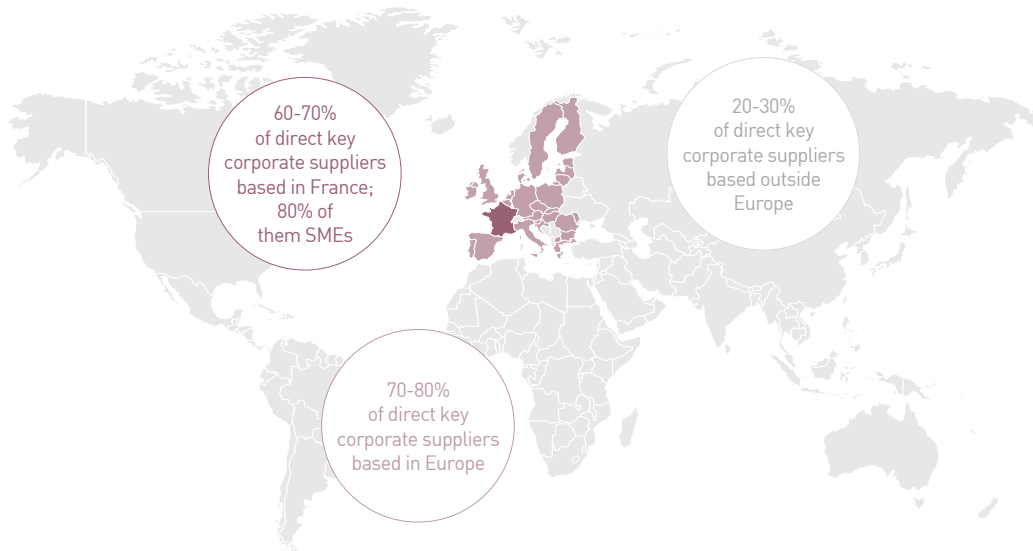 60-70%
of direct key
corporate suppliers
based in France;
80% of
them SMEs
20-30%
of direct key
corporate suppliers
based outside
Europe
70-80%
of direct key
corporate suppliers
based in Europe